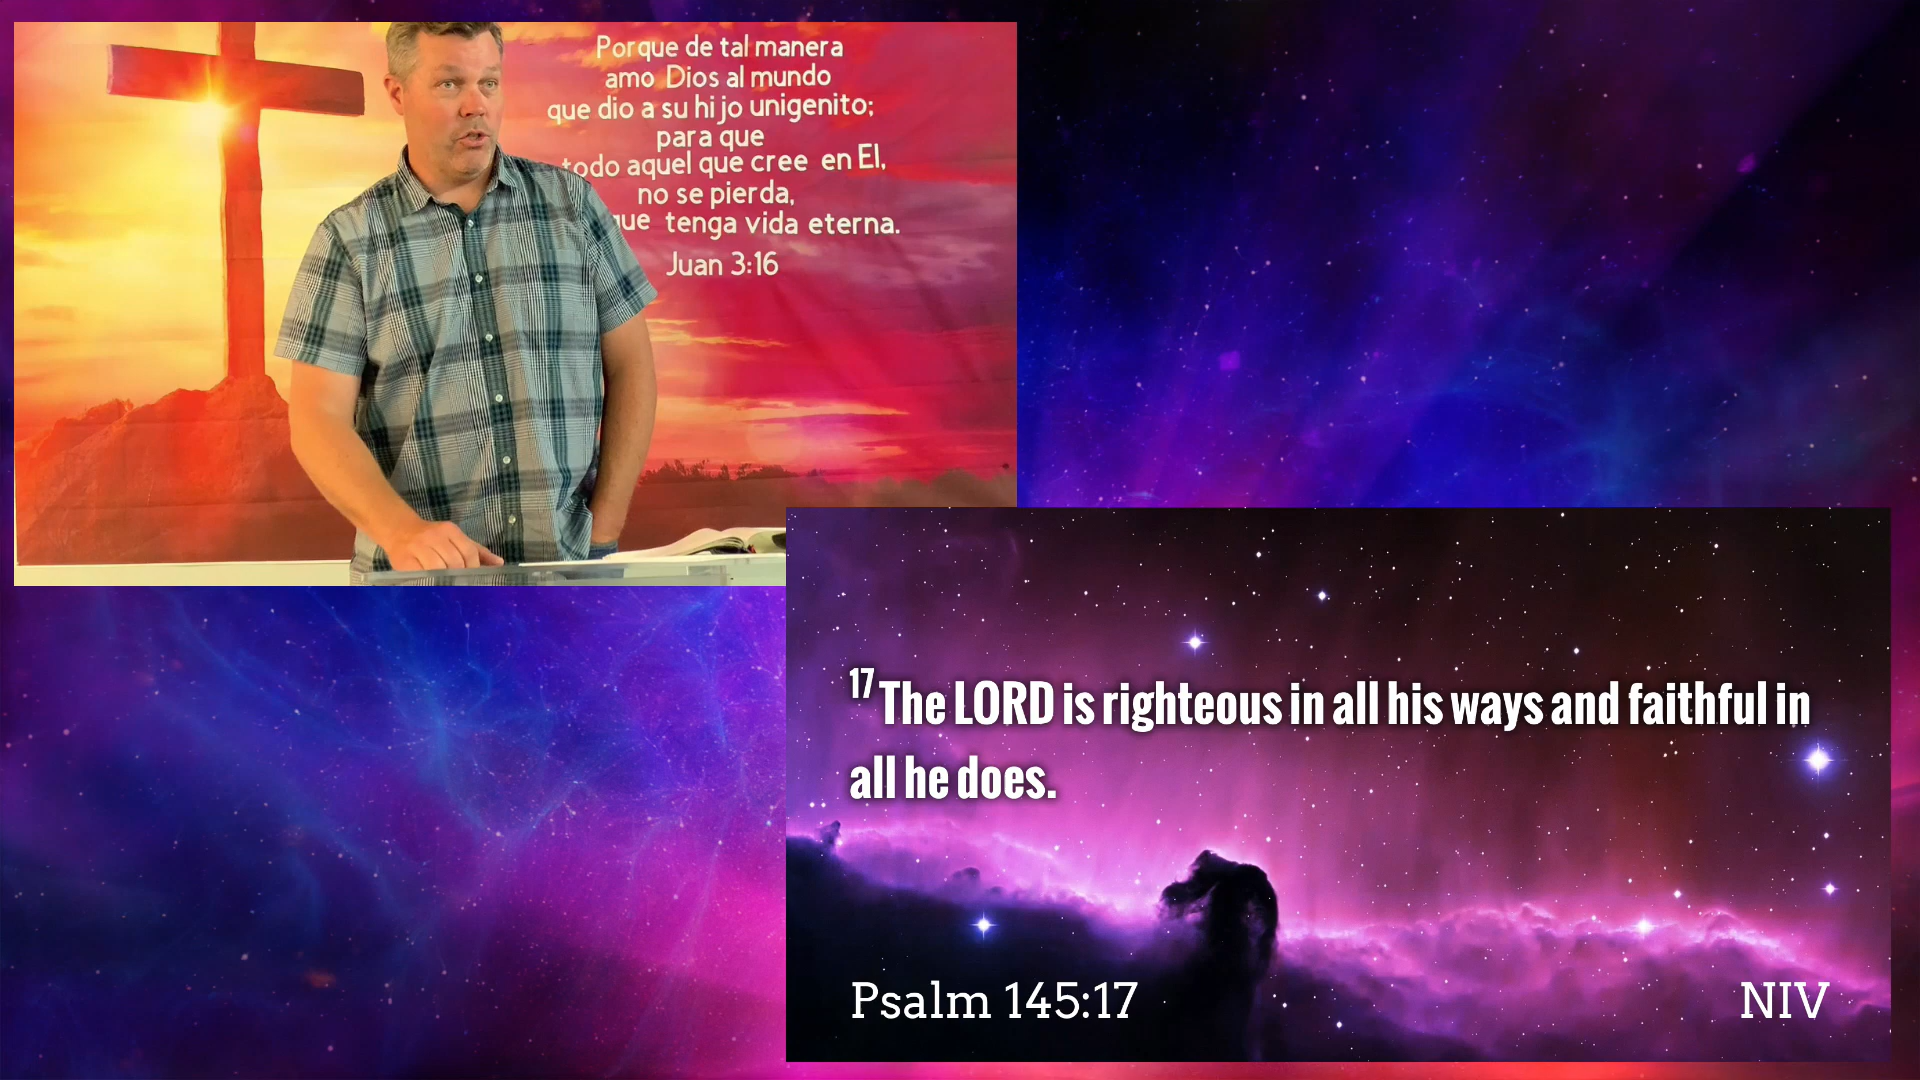 Porque de tal manera
amo Dios al mundo
que dio a su hijo unigenito;
para que
todo aquel que cree en El,
no se pierda,
tenga vida eterna.
Juan 3:16
17 The LORD is righteous in all his ways and faithful in
all he does.
Psalm 145:17
NIV